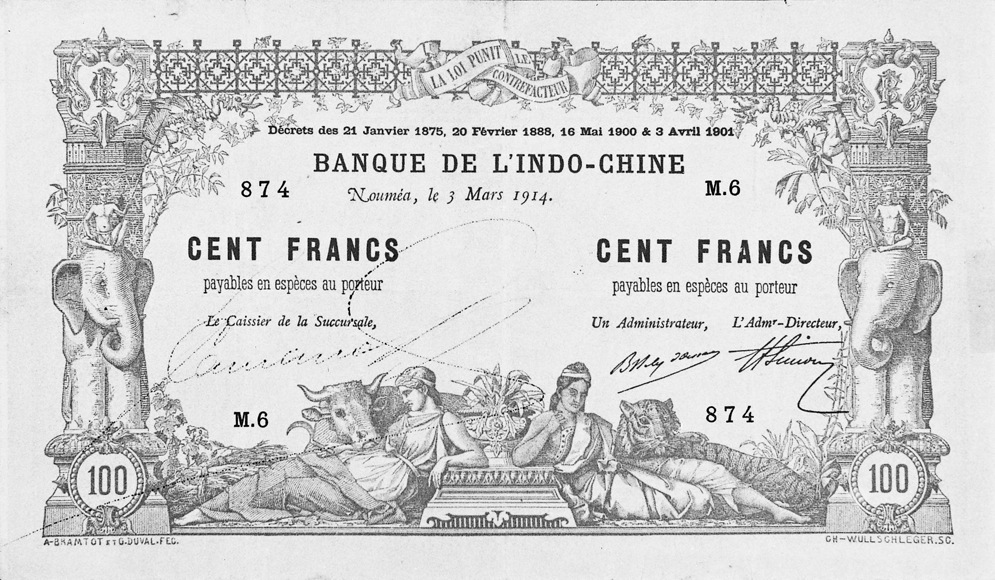 LA LOI PUNIT LE
CONTREFACTEUR
Décrets des 21 Janvier 1875, 20 Février 1888, 16 Mai 1900 & 3 Avril 1901
BANQUE DE L'INDO-CHINE
874
Nouméa, le 3 Mars 1914.
M.6
CENT FRANCS
CENT FRANCS
payables en espèces au porteur
payables en espèces au porteur
Le Caissier de la Succursale,
Un Administrateur, L'Admr-Directeur,
M.6
874
100
100
A-BRAMTOT ET G.DUVAL.FEC.
CH-WULLSCHLEGER.SC.